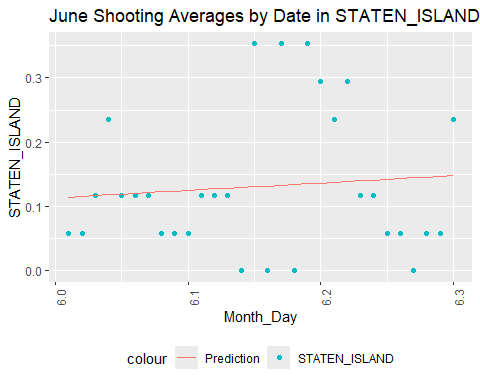 June Shooting Averages by Date in STATEN_ISLAND
STATEN_ISLAND
0.3
0.2
0.1
0.0
6.0
6.1
6.2
6.3
Month_Day
colour
Prediction
STATEN_ISLAND